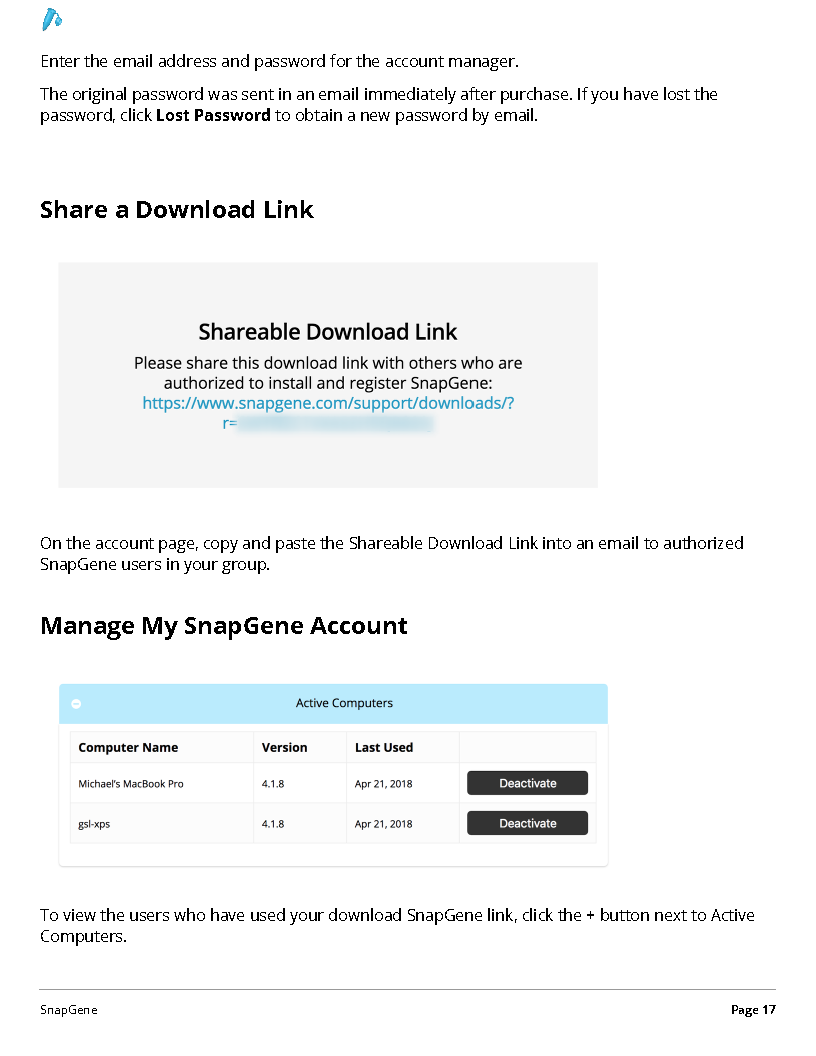 Enter the email address and password for the account manager.
The original password was sent in an email immediately after purchase. If you have lost the
password, click Lost Password to obtain a new password by email.
Share a Download Link
Shareable Download Link
Please share this download link with others who are
authorized to install and register SnapGene:
https://www.snapgene.com/support/downloads/?
r=
On the account page, copy and paste the Shareable Download Link into an email to authorized
SnapGene users in your group.
Manage My SnapGene Account
Active Computers
Computer Name Version Last Used
Michael's MacBook Pro 4.1.8 Apr 21, 2018 Deactivate
gsl-xps 4.1.8 Apr 21, 2018 Deactivate
To view the users who have used your download SnapGene link, click the + button next to Active
Computers.
SnapGene Page 17